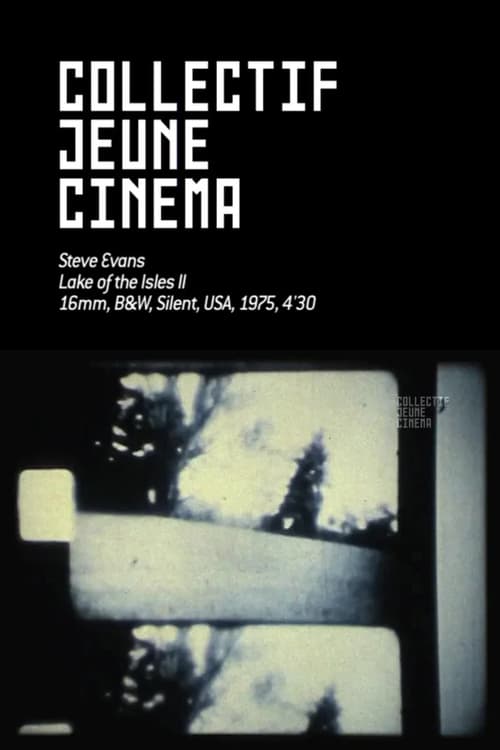 COLLECTIF
JEUNE
CINEMA
Steve Evans
Lake of the Isles II
16mm, B&W, Silent, USA, 1975, 4'30
COLLECTIF
JEUNE
CINEMA